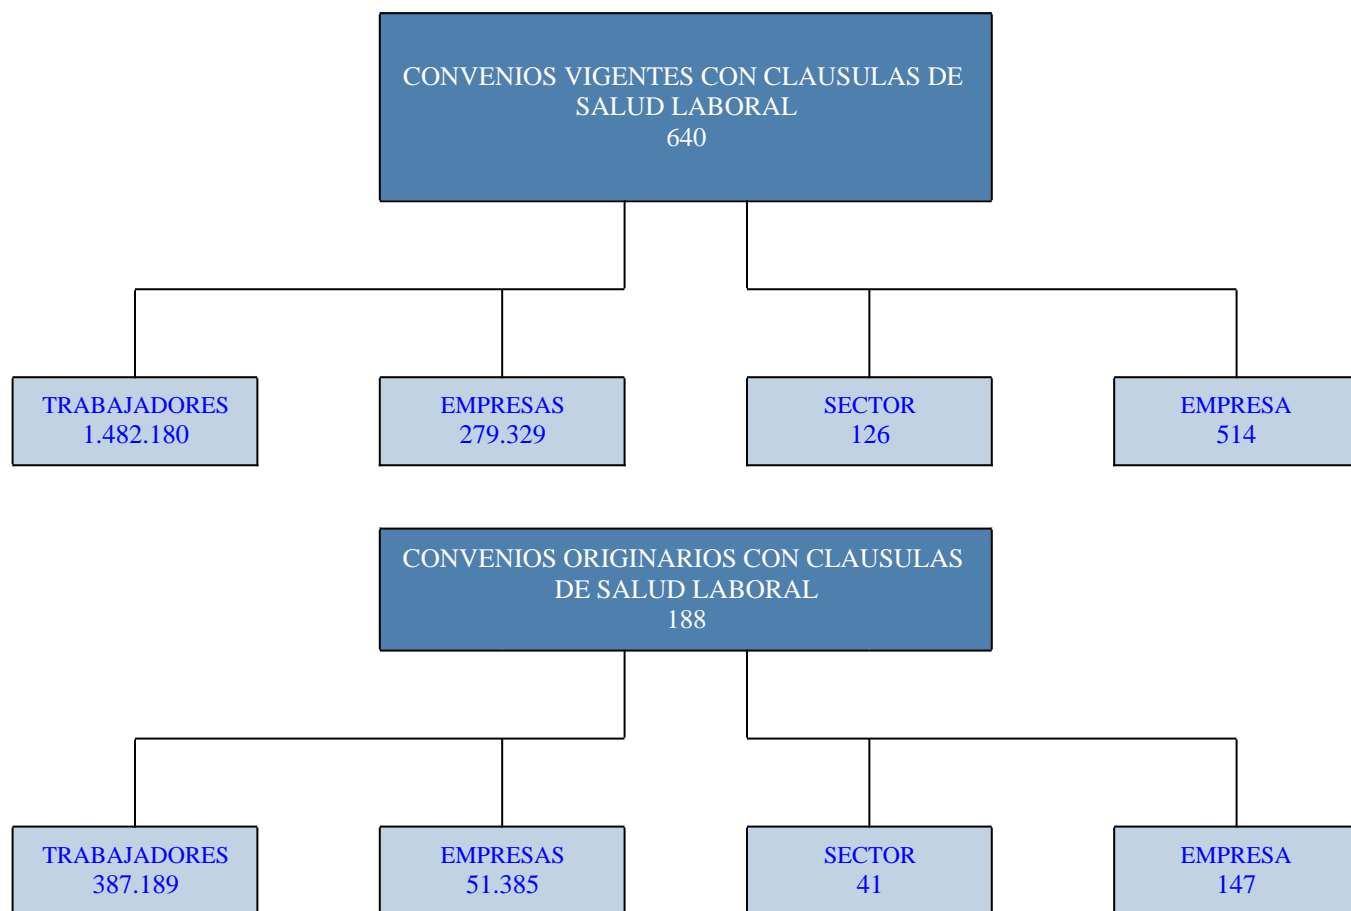 CONVENIOS VIGENTES CON CLAUSULAS DE
SALUD LABORAL
640
TRABAJADORES
1.482.180
EMPRESAS
279.329
SECTOR
126
EMPRESA
514
CONVENIOS ORIGINARIOS CON CLAUSULAS
DE SALUD LABORAL
188
TRABAJADORES
387.189
EMPRESAS
51.385
SECTOR
41
EMPRESA
147